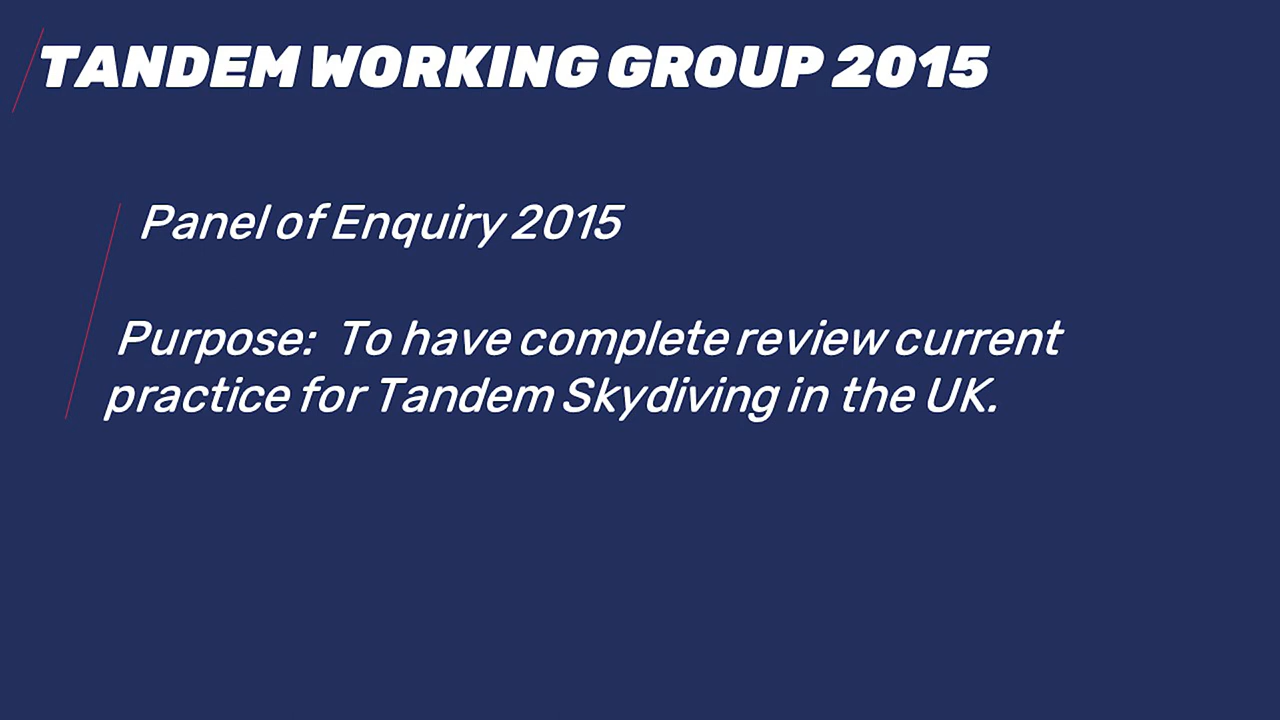 TANDEM WORKING GROUP 2015
Panel of Enquiry 2015
Purpose: To have complete review current
practice for Tandem Skydiving in the UK.